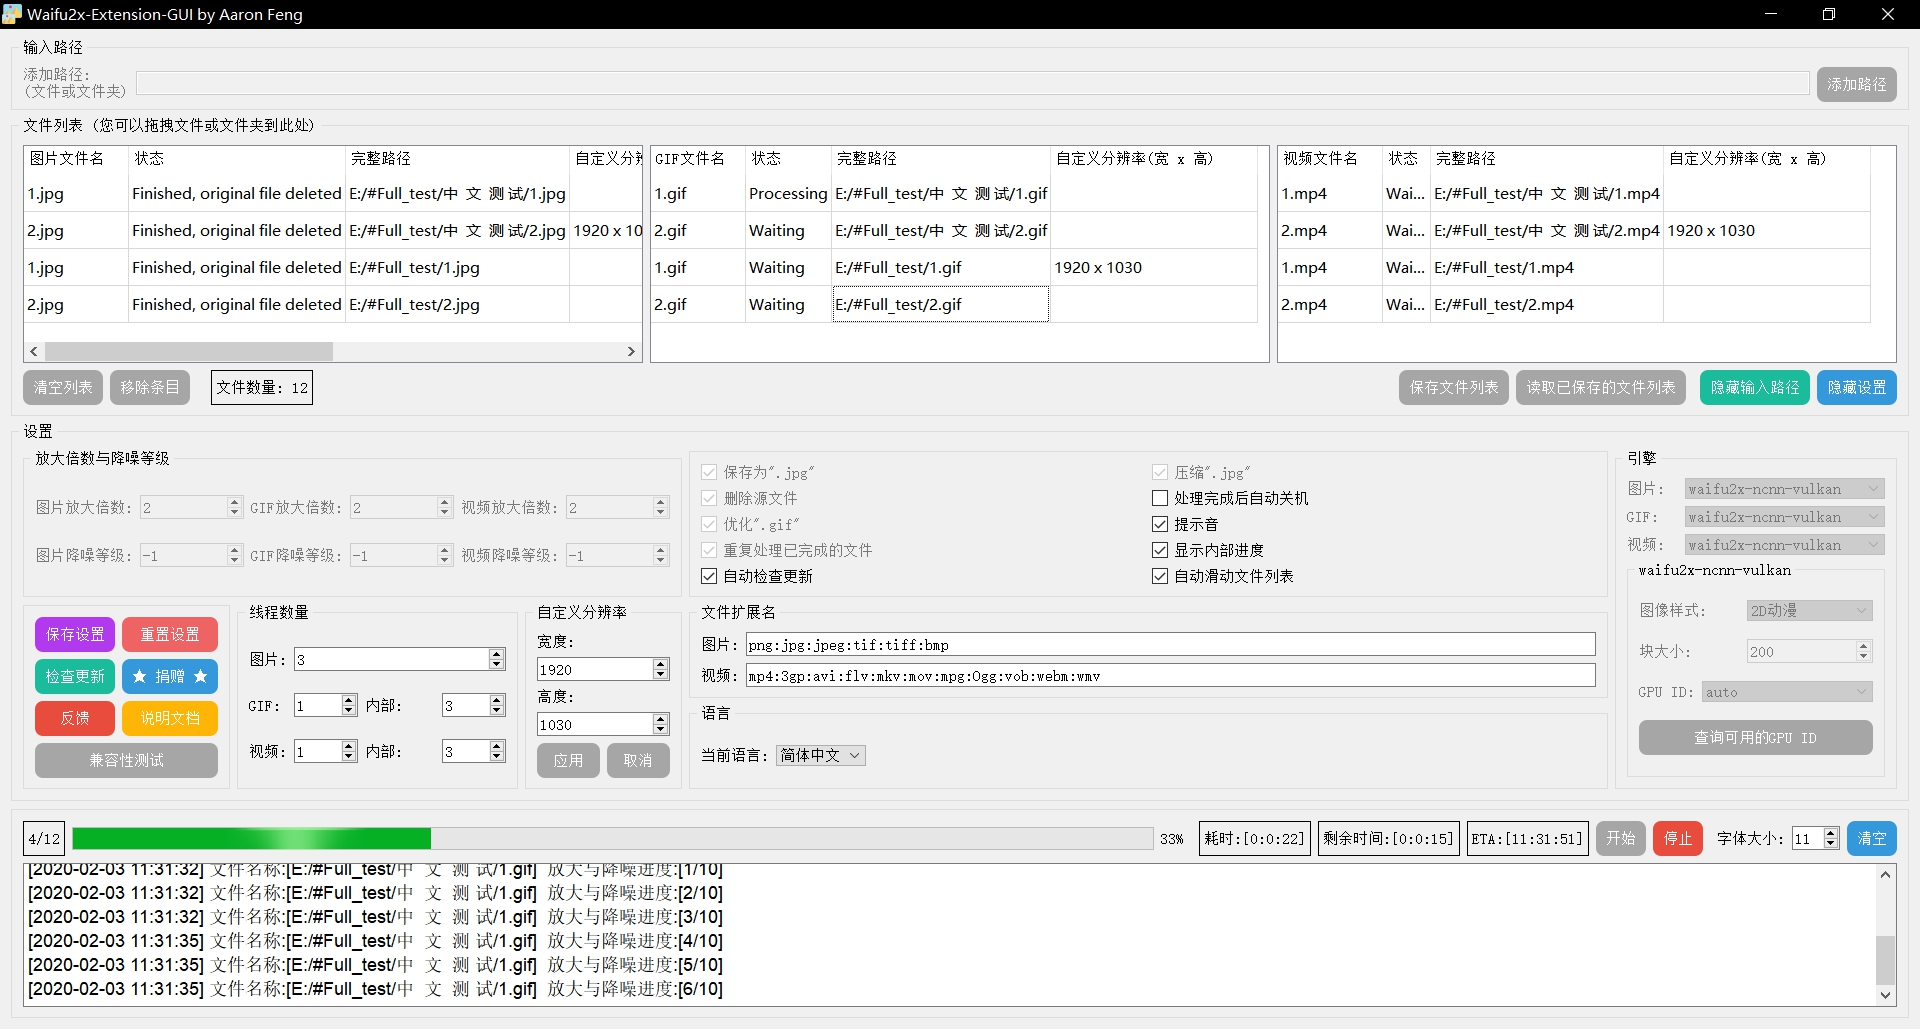 Waifu2x-Extension-GUI by Aaron Feng
输入路径
添加路径:
(文件或文件夹)
添加路径
文件列表 (您可以拖拽文件或文件夹到此处)
图片文件名 状态 完整路径 自定义分
1.jpg Finished, original file deleted E:/#Full_test/中 文 测 试/1.jpg
2.jpg Finished, original file deleted E:/#Full_test/中 文 测 试/2.jpg 1920 x 10
1.jpg Finished, original file deleted E:/#Full_test/1.jpg
2.jpg Finished, original file deleted E:/#Full_test/2.jpg
GIF文件名 状态 完整路径 自定义分辨率(宽 x 高)
1.gif Processing E:/#Full_test/中 文 测 试/1.gif
2.gif Waiting E:/#Full_test/中 文 测 试/2.gif
1.gif Waiting E:/#Full_test/1.gif 1920 x 1030
2.gif Waiting E:/#Full_test/2.gif
视频文件名 状态 完整路径 自定义分辨率(宽 x 高)
1.mp4 Wai... E:/#Full_test/中 文 测 试/1.mp4
2.mp4 Wai... E:/#Full_test/中 文 测 试/2.mp4 1920 x 1030
1.mp4 Wai... E:/#Full_test/1.mp4
2.mp4 Wai... E:/#Full_test/2.mp4
清空列表 移除条目 文件数量: 12 保存文件列表 读取已保存的文件列表 隐藏输入路径 隐藏设置
设置
放大倍数与降噪等级
图片放大倍数: 2 GIF放大倍数: 2 视频放大倍数: 2
图片降噪等级: -1 GIF降噪等级: -1 视频降噪等级: -1
保存为".jpg"
删除源文件
优化".gif"
重复处理已完成的文件
自动检查更新
压缩".jpg"
处理完成后自动关机
提示音
显示内部进度
自动滑动文件列表
引擎
图片: waifu2x-ncnn-vulkan
GIF: waifu2x-ncnn-vulkan
视频: waifu2x-ncnn-vulkan
waifu2x-ncnn-vulkan
图像样式: 2D动漫
块大小: 200
GPU ID: auto
查询可用的GPU ID
保存设置 重置设置
检查更新 ★ 捐赠 ★
反馈 说明文档
兼容性测试
线程数量
图片: 3
GIF: 1 内部: 3
视频: 1 内部: 3
自定义分辨率
宽度:
1920
高度:
1030
应用 取消
文件扩展名
图片: png:jpg:jpeg:tif:tiff:bmp
视频: mp4:3gp:avi:flv:mkv:mov:mpg:Ogg:vob:webm:wmv
语言
当前语言: 简体中文
4/12 33% 耗时:[0:0:22] 剩余时间:[0:0:15] ETA:[11:31:51] 开始 停止 字体大小: 11 清空
[2020-02-03 11:31:32] 文件名称:[E:/#Full_test/中 文 测 试/1.gif] 放大与降噪进度:[1/10]
[2020-02-03 11:31:32] 文件名称:[E:/#Full_test/中 文 测 试/1.gif] 放大与降噪进度:[2/10]
[2020-02-03 11:31:32] 文件名称:[E:/#Full_test/中 文 测 试/1.gif] 放大与降噪进度:[3/10]
[2020-02-03 11:31:35] 文件名称:[E:/#Full_test/中 文 测 试/1.gif] 放大与降噪进度:[4/10]
[2020-02-03 11:31:35] 文件名称:[E:/#Full_test/中 文 测 试/1.gif] 放大与降噪进度:[5/10]
[2020-02-03 11:31:35] 文件名称:[E:/#Full_test/中 文 测 试/1.gif] 放大与降噪进度:[6/10]